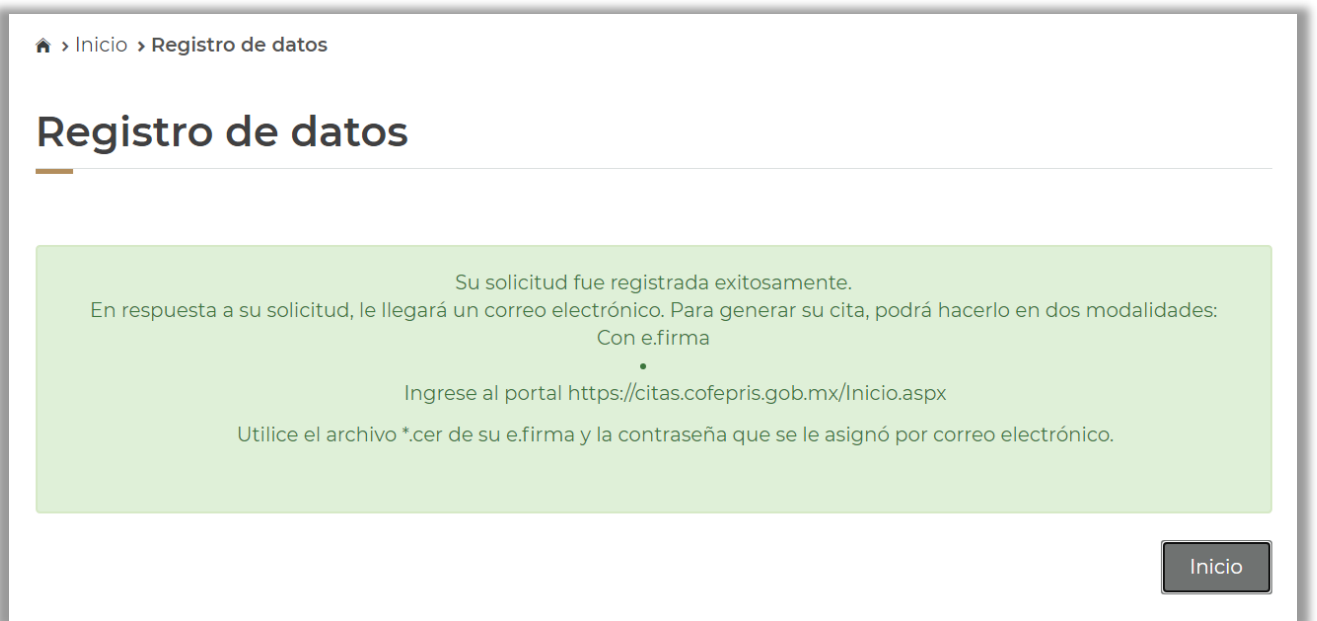 Inicio > Registro de datos
Registro de datos
Su solicitud fue registrada exitosamente.
En respuesta a su solicitud, le llegará un correo electrónico. Para generar su cita, podrá hacerlo en dos modalidades:
Con e.firma
•
Ingrese al portal https://citas.cofepris.gob.mx/Inicio.aspx
Utilice el archivo *.cer de su e.firma y la contraseña que se le asignó por correo electrónico.
Inicio